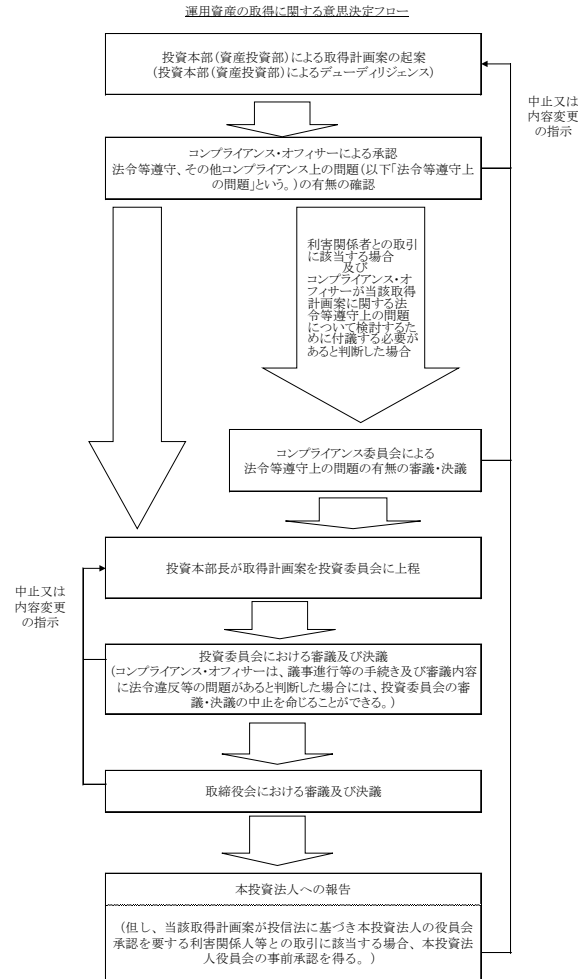 運用資産の取得に関する意思決定フロー
投資本部(資産投資部)による取得計画案の起案
(投資本部(資産投資部)によるデューディリジェンス)
中止又は
内容変更
の指示
コンプライアンス・オフィサーによる承認
法令等遵守、その他コンプライアンス上の問題(以下「法令等遵守上
の問題」という。)の有無の確認
利害関係者との取引
に該当する場合
及び
コンプライアンス・オ
フィサーが当該取得
計画案に関する法
令等遵守上の問題
について検討するた
めに付議する必要が
あると判断した場合
コンプライアンス委員会による
法令等遵守上の問題の有無の審議・決議
投資本部長が取得計画案を投資委員会に上程
中止又は
内容変更
の指示
投資委員会における審議及び決議
(コンプライアンス・オフィサーは、議事進行等の手続き及び審議内容
に法令違反等の問題があると判断した場合には、投資委員会の審
議・決議の中止を命じることができる。)
取締役会における審議及び決議
本投資法人への報告
(但し、当該取得計画案が投信法に基づき本投資法人の役員会
承認を要する利害関係人等との取引に該当する場合、本投資法
人役員会の事前承認を得る。)